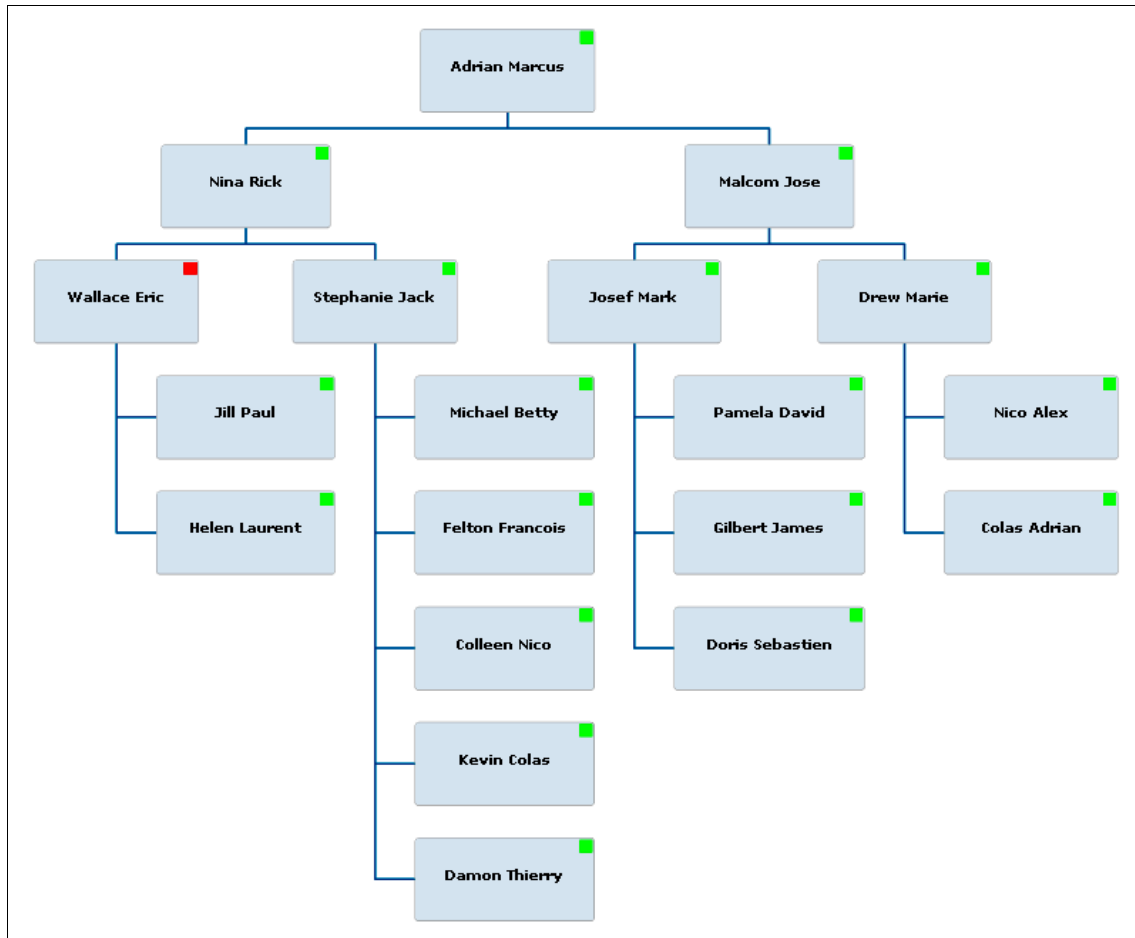 Adrian Marcus
Nina Rick
Malcom Jose
Wallace Eric
Stephanie Jack
Josef Mark
Drew Marie
Jill Paul
Michael Betty
Pamela David
Nico Alex
Helen Laurent
Felton Francois
Gilbert James
Colas Adrian
Colleen Nico
Doris Sebastien
Kevin Colas
Damon Thierry